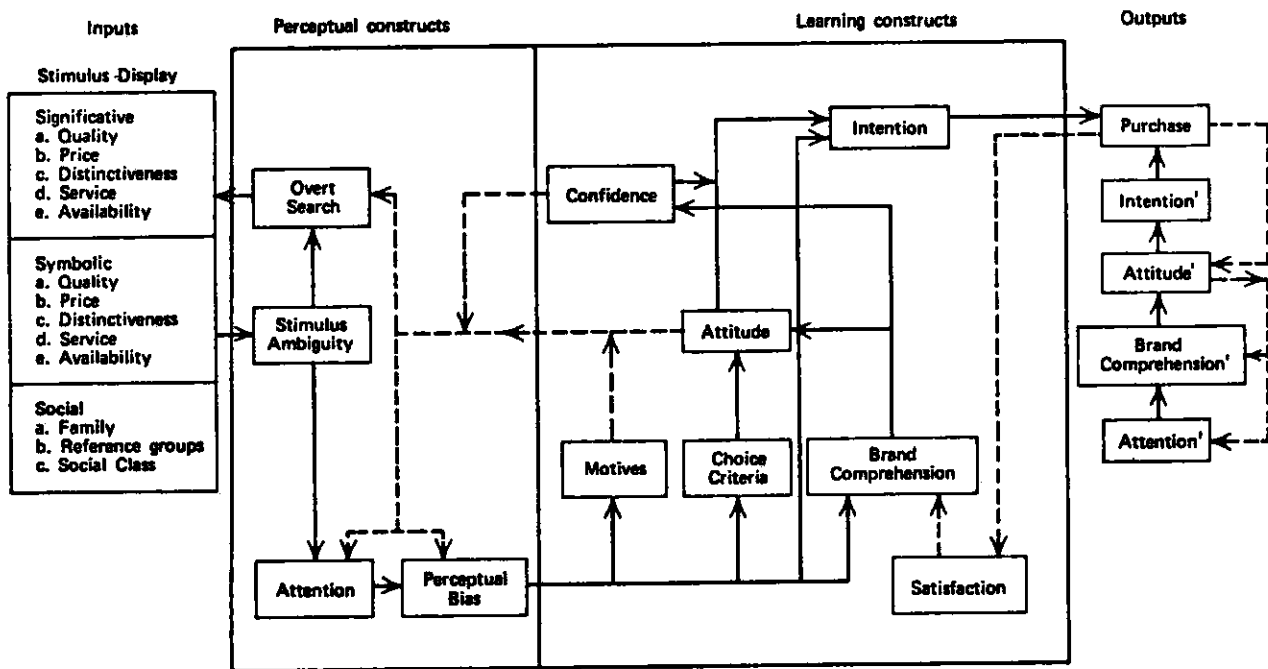 Inputs
Perceptual constructs
Learning constructs
Outputs
Stimulus Display
Significative
a. Quality
b. Price
c. Distinctiveness
d. Service
e. Availability
Symbolic
a. Quality
b. Price
c. Distinctiveness
d. Service
e. Availability
Social
a. Family
b. Reference groups
c. Social Class
Overt
Search
Stimulus
Ambiguity
Attention
Perceptual
Bias
Intention
Confidence
Attitude
Motives
Choice
Criteria
Brand
Comprehension
Satisfaction
Purchase
Intention'
Attitude'
Brand
Comprehension'
Attention'